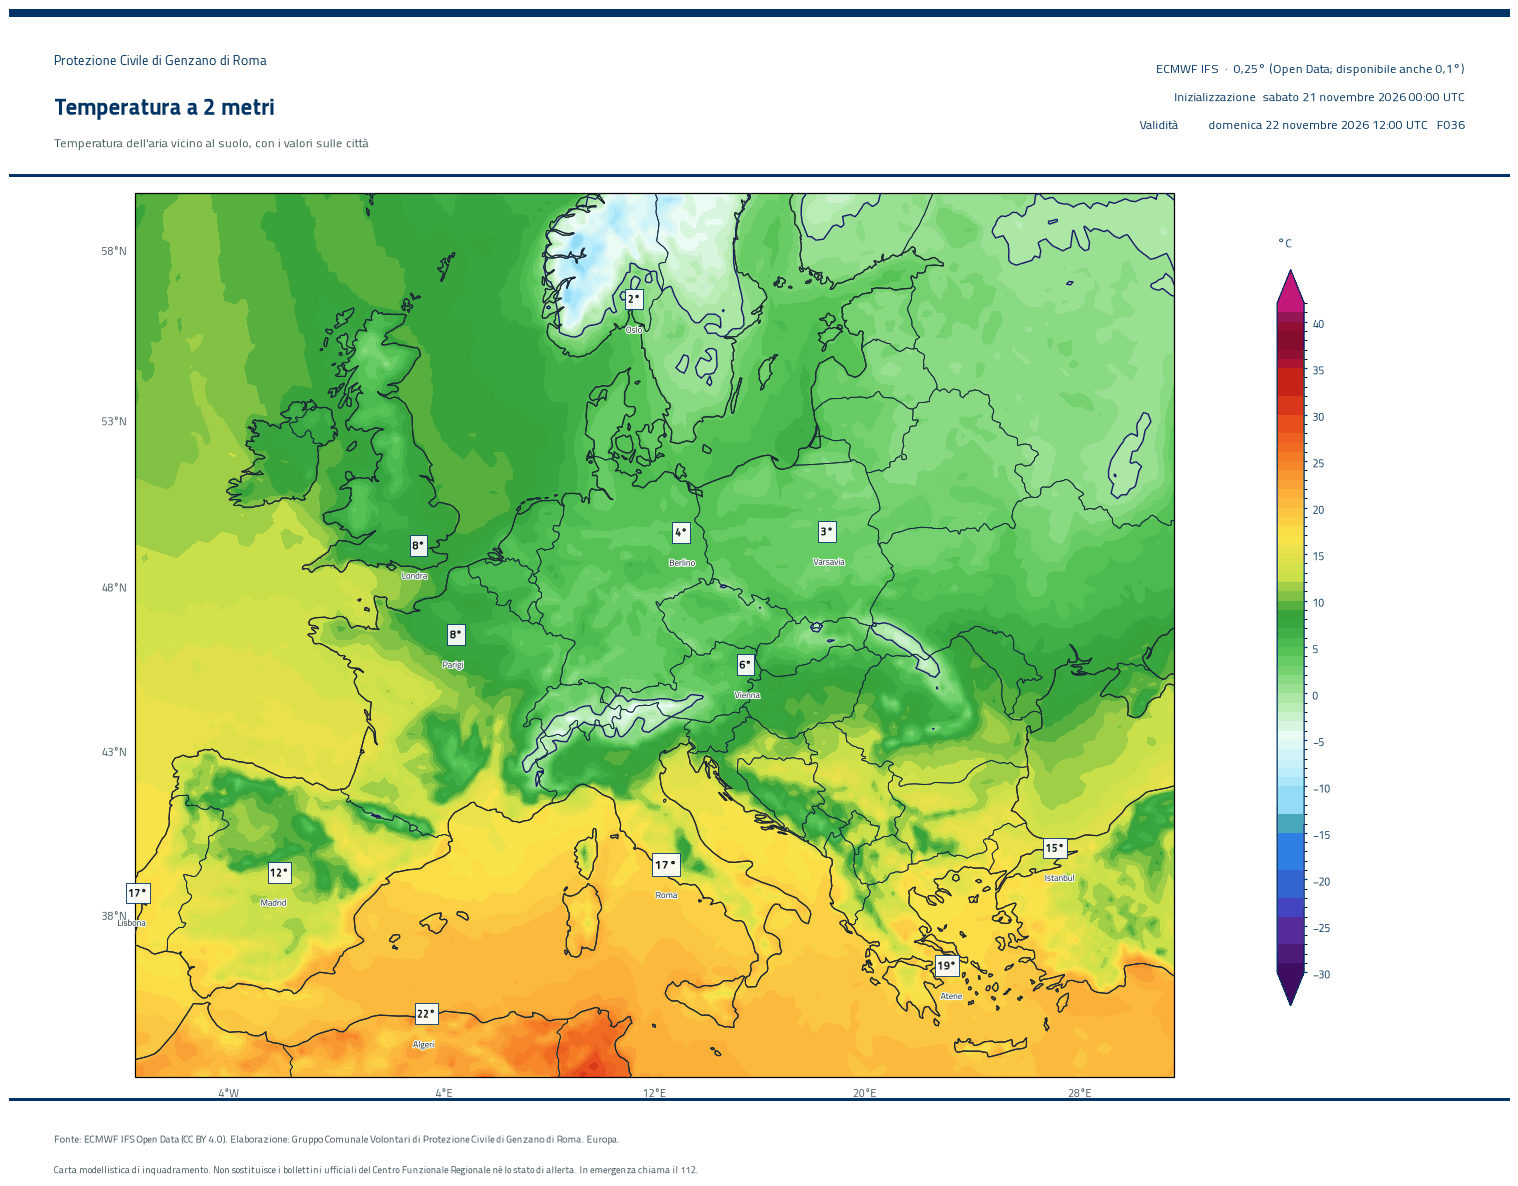 Protezione Civile di Genzano di Roma
Temperatura a 2 metri
Temperatura dell'aria vicino al suolo, con i valori sulle città
ECMWF IFS · 0,25° (Open Data; disponibile anche 0,1°)
Inizializzazione sabato 21 novembre 2026 00:00 UTC
Validità domenica 22 novembre 2026 12:00 UTC F036
58°N
53°N
48°N
43°N
38°N
2°
Oslo
8°
Londra
4°
Berlino
3°
Varsavia
8°
Parigi
6°
Vienna
12°
Madrid
17°
Lisbona
17°
Roma
15°
Istanbul
19°
Atene
22°
Algeri
4°W
4°E
12°E
20°E
28°E
°C
40
35
30
25
20
15
10
5
0
−5
−10
−15
−20
−25
−30
Fonte: ECMWF IFS Open Data (CC BY 4.0). Elaborazione: Gruppo Comunale Volontari di Protezione Civile di Genzano di Roma. Europa.
Carta modellistica di inquadramento. Non sostituisce i bollettini ufficiali del Centro Funzionale Regionale né lo stato di allerta. In emergenza chiama il 112.